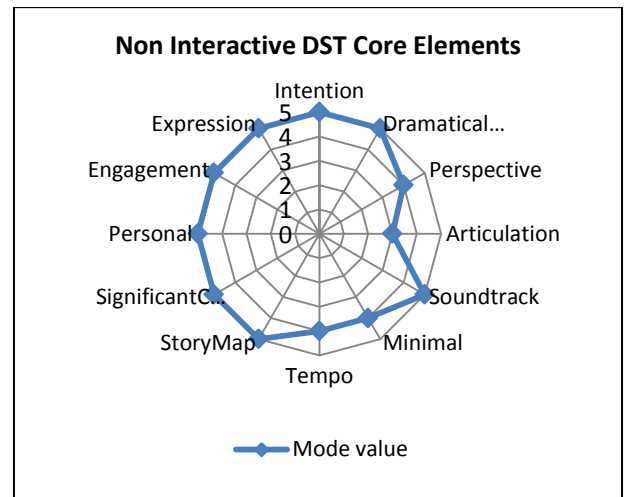 Non Interactive DST Core Elements
Intention
Dramatical...
Perspective
Articulation
Soundtrack
Minimal
Tempo
StoryMap
SignificantC...
Personal
Engagement
Expression
5
4
3
2
1
0
Mode value